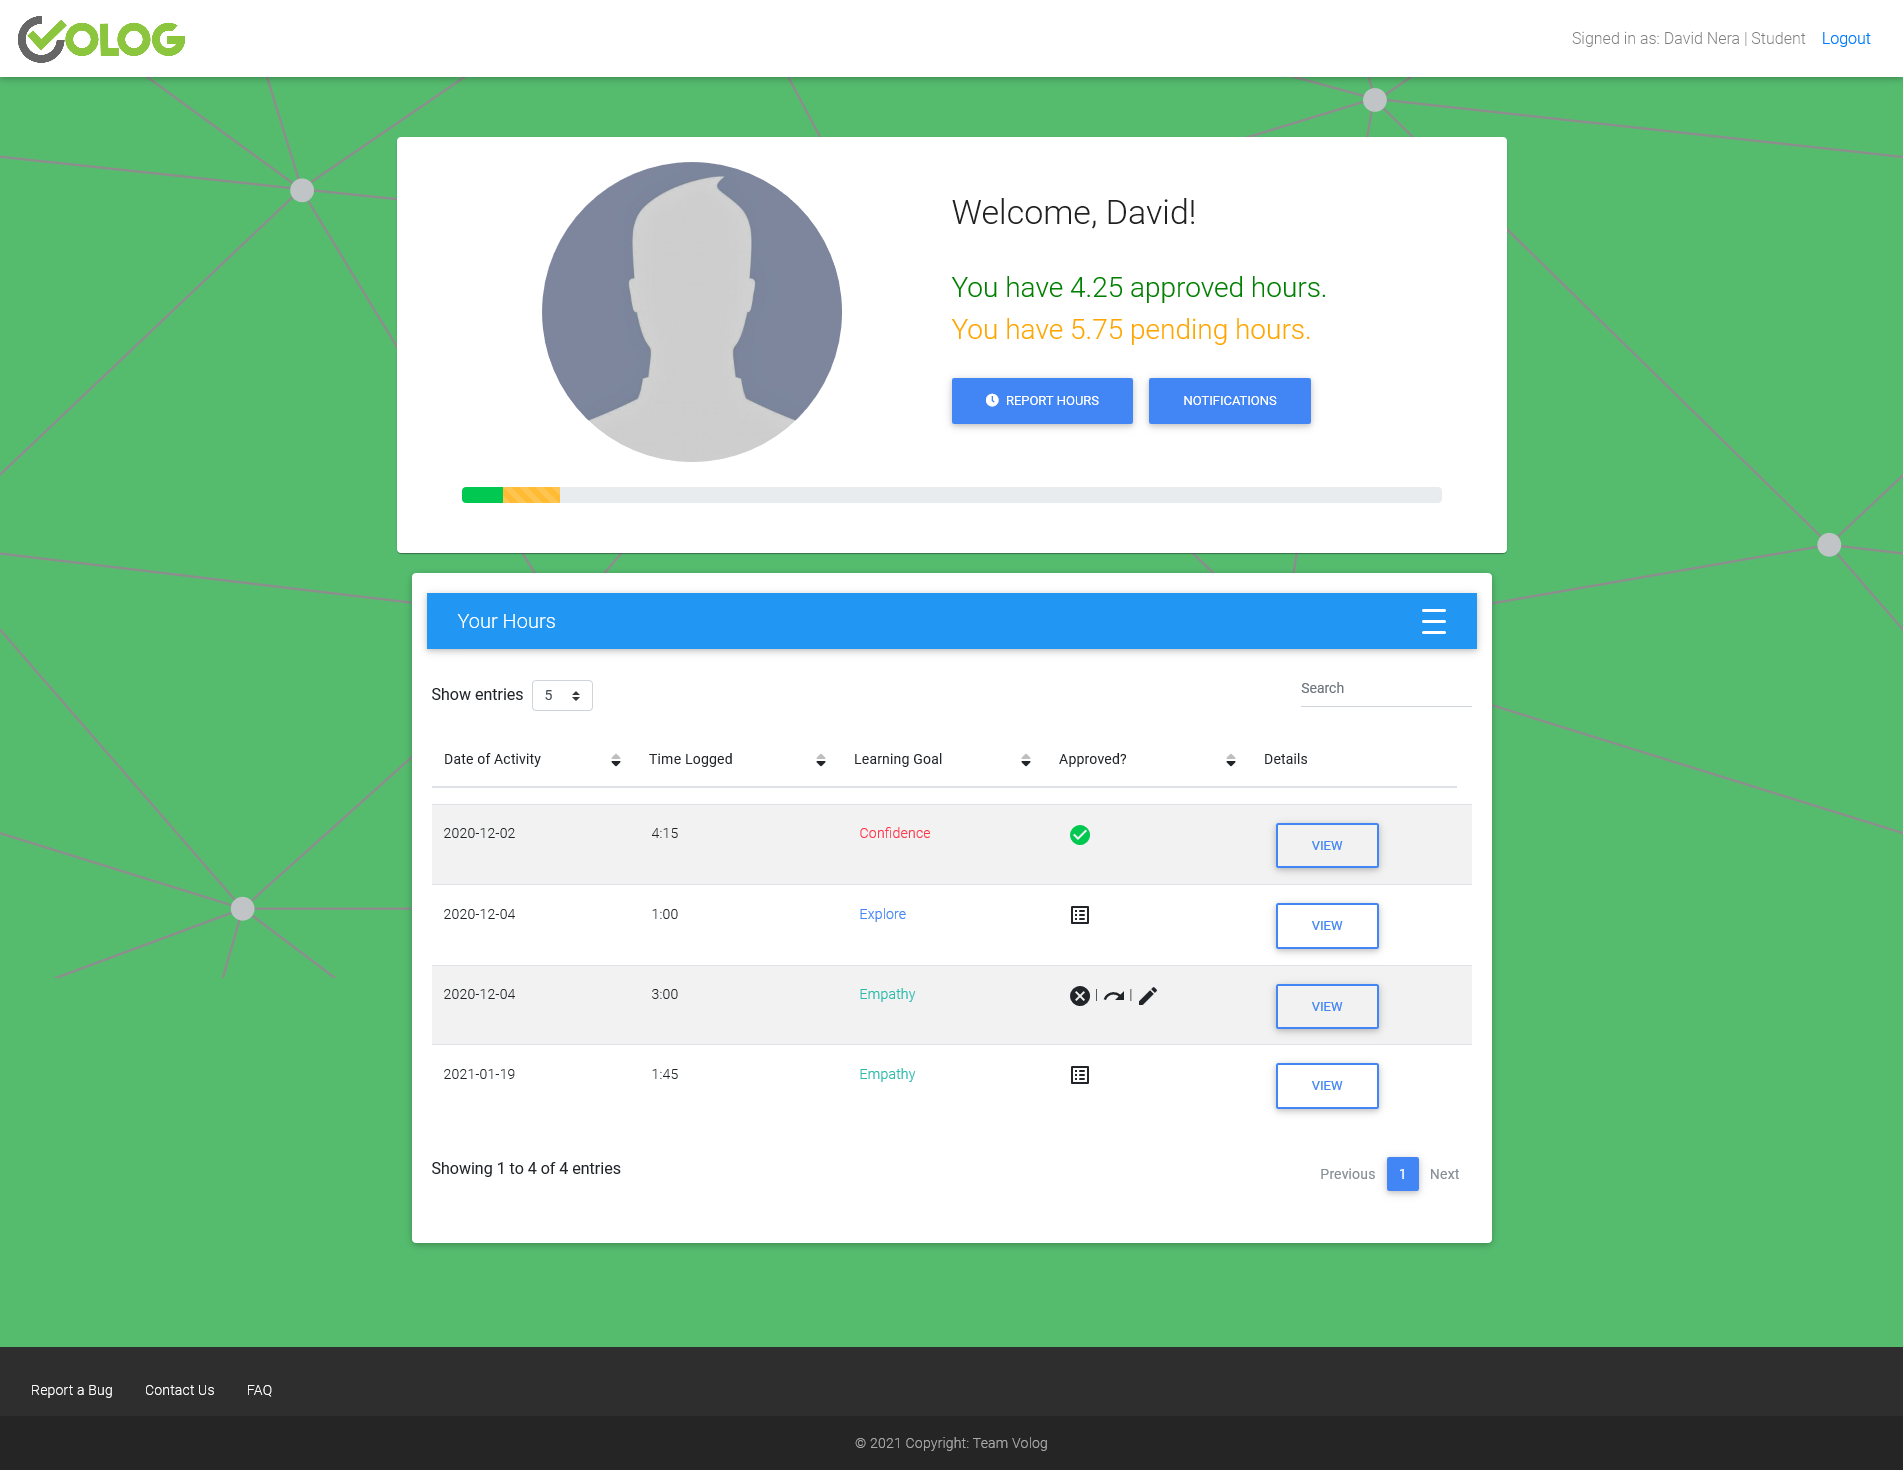 VOLOG
Signed in as: David Nera | Student Logout
Welcome, David!
You have 4.25 approved hours.
You have 5.75 pending hours.
REPORT HOURS NOTIFICATIONS
Your Hours
Show entries 5 Search
Date of Activity Time Logged Learning Goal Approved? Details
2020-12-02 4:15 Confidence VIEW
2020-12-04 1:00 Explore VIEW
2020-12-04 3:00 Empathy | | VIEW
2021-01-19 1:45 Empathy VIEW
Showing 1 to 4 of 4 entries Previous 1 Next
Report a Bug Contact Us FAQ
© 2021 Copyright: Team Volog